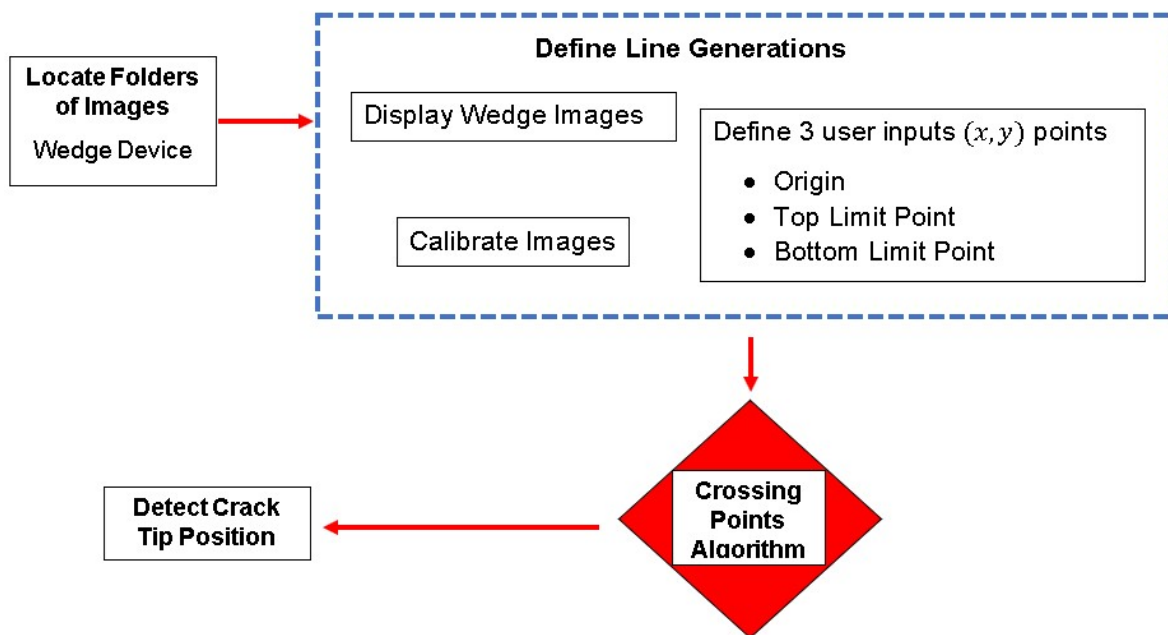 Locate Folders
of Images
Wedge Device
Define Line Generations
Display Wedge Images
Calibrate Images
Define 3 user inputs (x, y) points
• Origin
• Top Limit Point
• Bottom Limit Point
Crossing
Points
Algorithm
Detect Crack
Tip Position